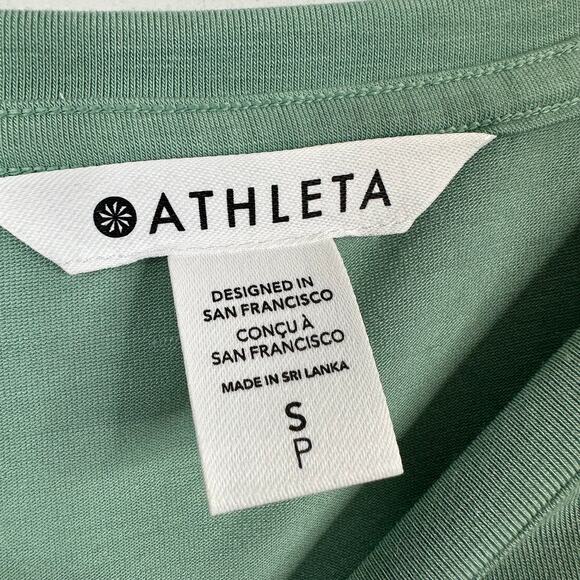 ATHLETA
DESIGNED IN
SAN FRANCISCO
CONÇU À
SAN FRANCISCO
MADE IN SRI LANKA
S
P